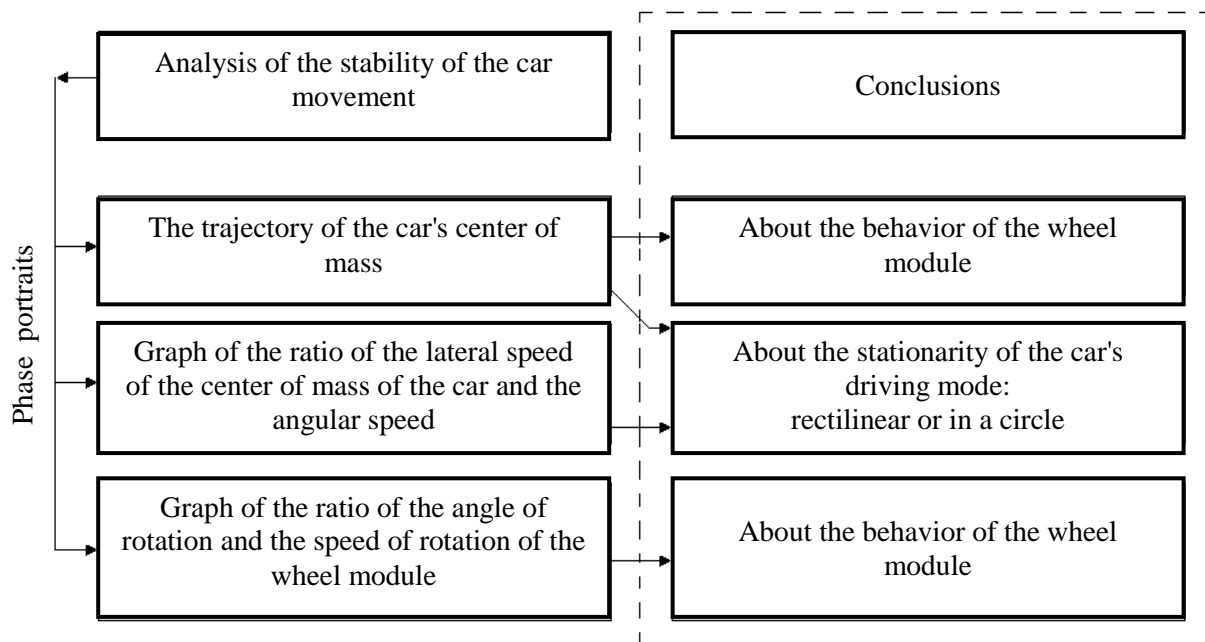 Analysis of the stability of the car
movement
Conclusions
Phase portraits
The trajectory of the car's center of
mass
About the behavior of the wheel
module
Graph of the ratio of the lateral speed
of the center of mass of the car and the
angular speed
About the stationarity of the car's
driving mode:
rectilinear or in a circle
Graph of the ratio of the angle of
rotation and the speed of rotation of the
wheel module
About the behavior of the wheel
module